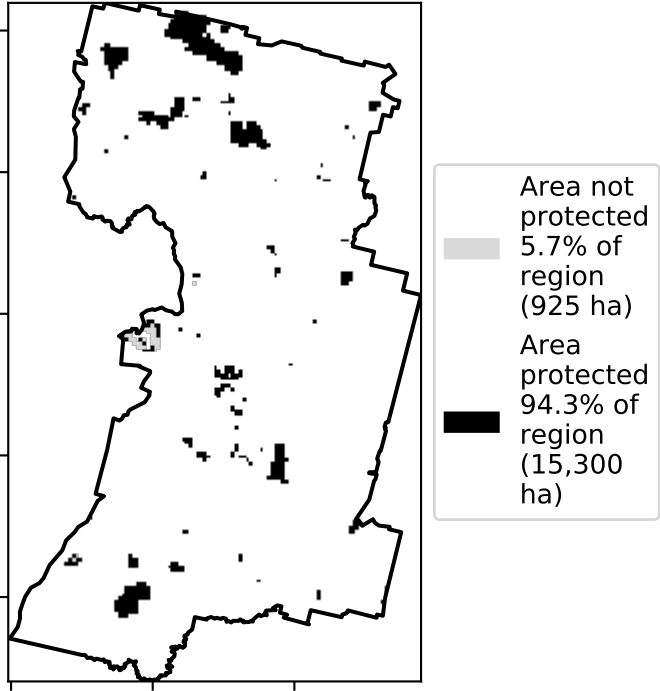 Area not
protected
5.7% of
region
(925 ha)
Area
protected
94.3% of
region
(15,300
ha)